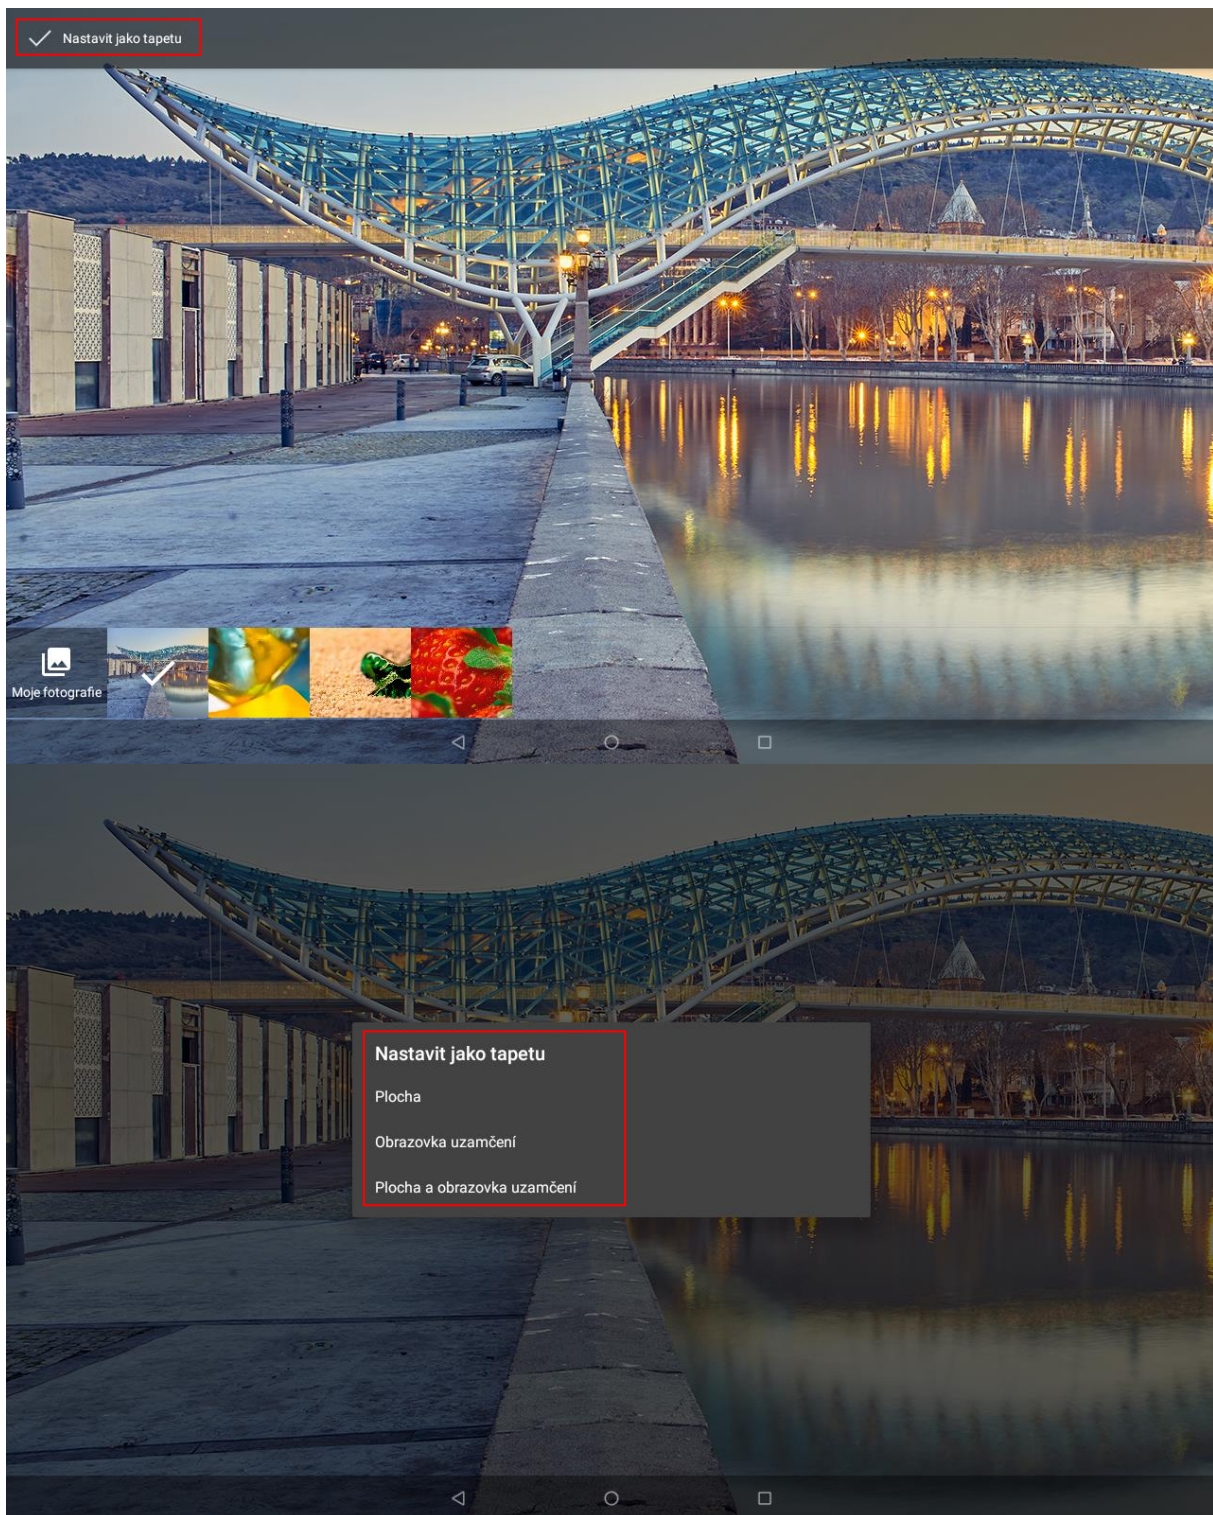 Nastavit jako tapetu
Moje fotografie
Nastavit jako tapetu
Plocha
Obrazovka uzamčení
Plocha a obrazovka uzamčení